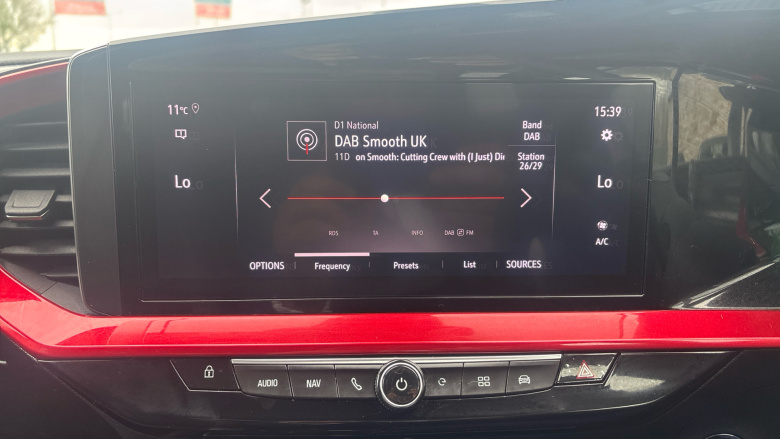 11°C
15:39
D1 National
DAB Smooth UK
11D on Smooth: Cutting Crew with (I Just) Di
Band
DAB
Station
26/29
Lo
Lo
RDS TA INFO DAB FM
A/C
OPTIONS Frequency Presets List SOURCES
AUDIO NAV